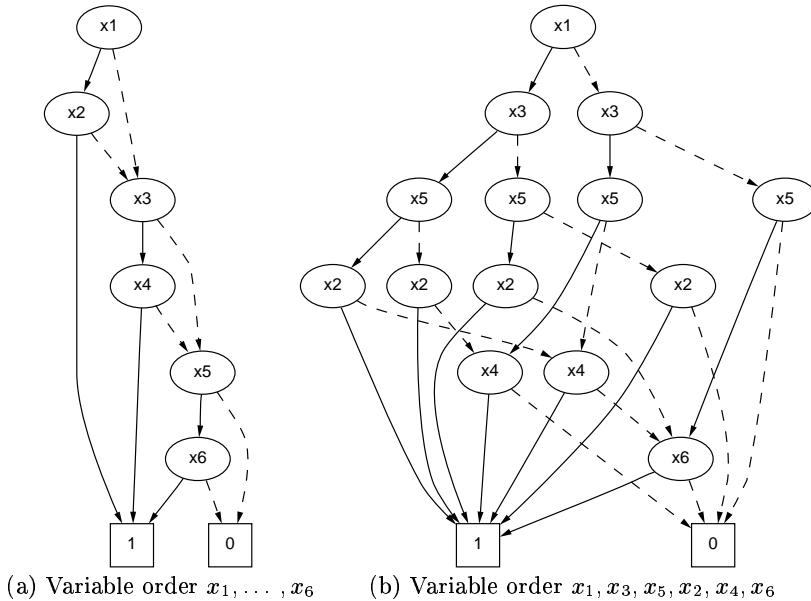 x1
x1
x2
x3
x3
x3
x5
x5
x5
x5
x4
x2
x2
x2
x2
x5
x4
x4
x6
x6
1
0
1
0
(a) Variable order x1, ... , x6
(b) Variable order x1, x3, x5, x2, x4, x6